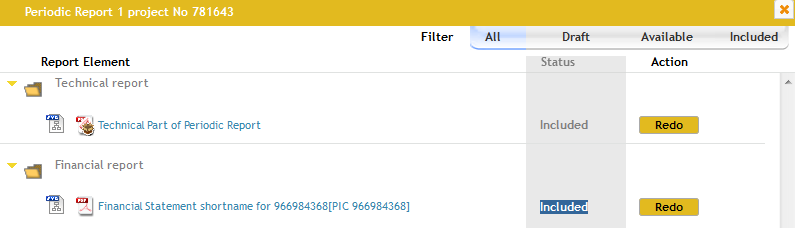 Periodic Report 1 project No 781643
Filter All Draft Available Included
Report Element Status Action
Technical report
Technical Part of Periodic Report Included Redo
Financial report
Financial Statement shortname for 966984368[PIC 966984368] Included Redo